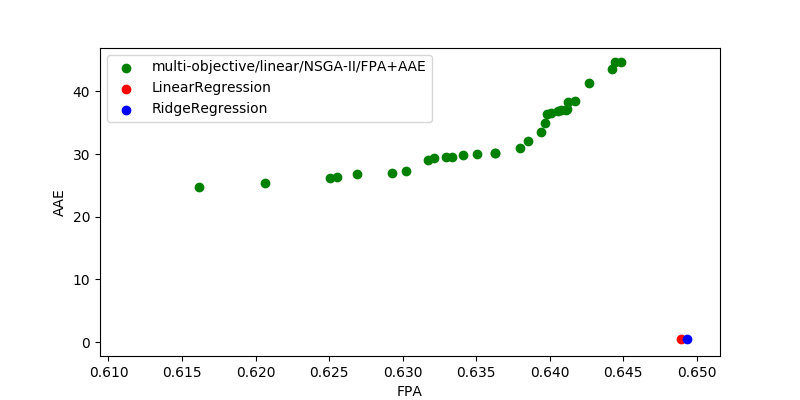 multi-objective/linear/NSGA-II/FPA+AAE
LinearRegression
RidgeRegression
40
30
20
10
0
AAE
0.610 0.615 0.620 0.625 0.630 0.635 0.640 0.645 0.650
FPA